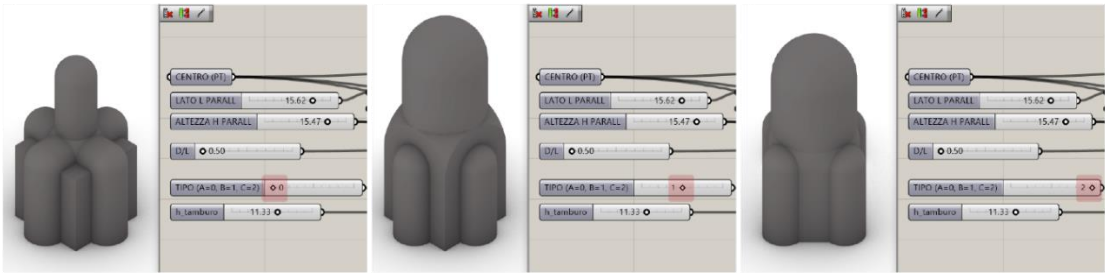 CENTRO (PT)
LATO L PARALL 15.62
ALTEZZA H PARALL 15.47
D/L 0.50
TIPO (A=0, B=1, C=2) 0
h_tamburo 11.33
CENTRO (PT)
LATO L PARALL 15.62
ALTEZZA H PARALL 15.47
D/L 0.50
TIPO (A=0, B=1, C=2) 1
h_tamburo 11.33
CENTRO (PT)
LATO L PARALL 15.62
ALTEZZA H PARALL 15.47
D/L 0.50
TIPO (A=0, B=1, C=2) 2
h_tamburo 11.33